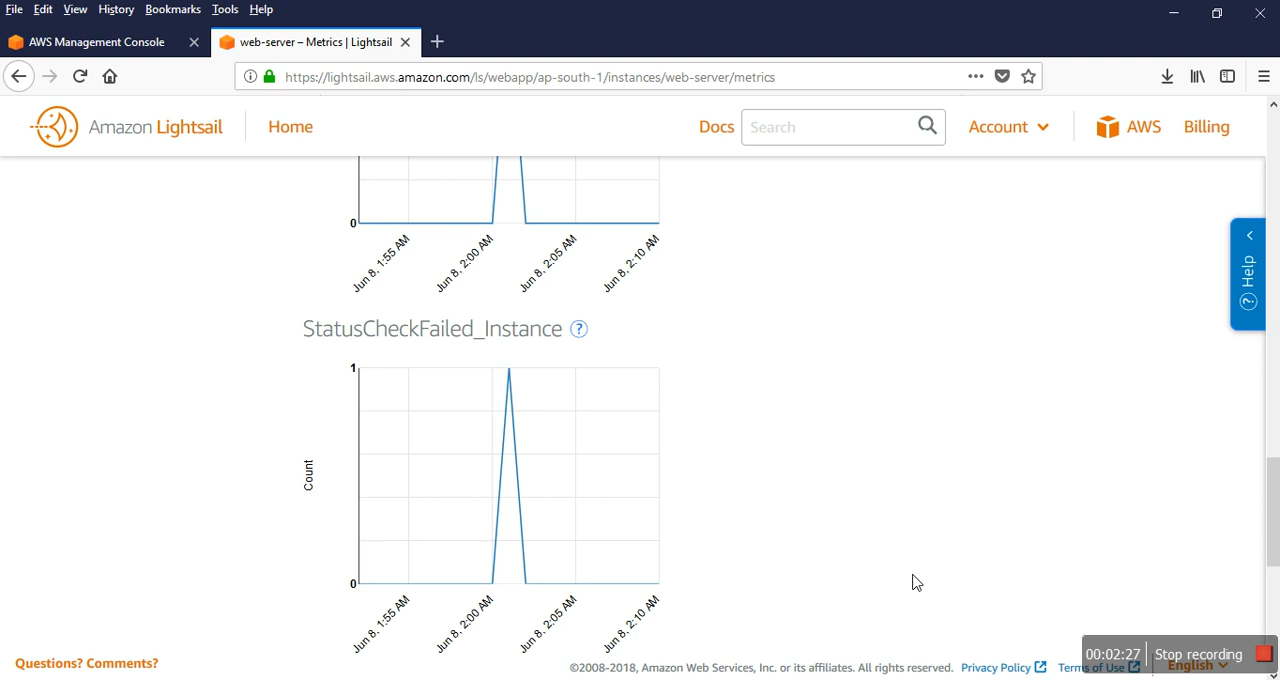 File Edit View History Bookmarks Tools Help
AWS Management Console
web-server – Metrics | Lightsail
https://lightsail.aws.amazon.com/ls/webapp/ap-south-1/instances/web-server/metrics
Amazon Lightsail Home Docs Search Account AWS Billing
0
Jun 8, 1:55 AM Jun 8, 2:00 AM Jun 8, 2:05 AM Jun 8, 2:10 AM
? Help
StatusCheckFailed_Instance ?
1
Count
0
Jun 8, 1:55 AM Jun 8, 2:00 AM Jun 8, 2:05 AM Jun 8, 2:10 AM
00:02:27 Stop recording
Questions? Comments? ©2008-2018, Amazon Web Services, Inc. or its affiliates. All rights reserved. Privacy Policy Terms of Use English